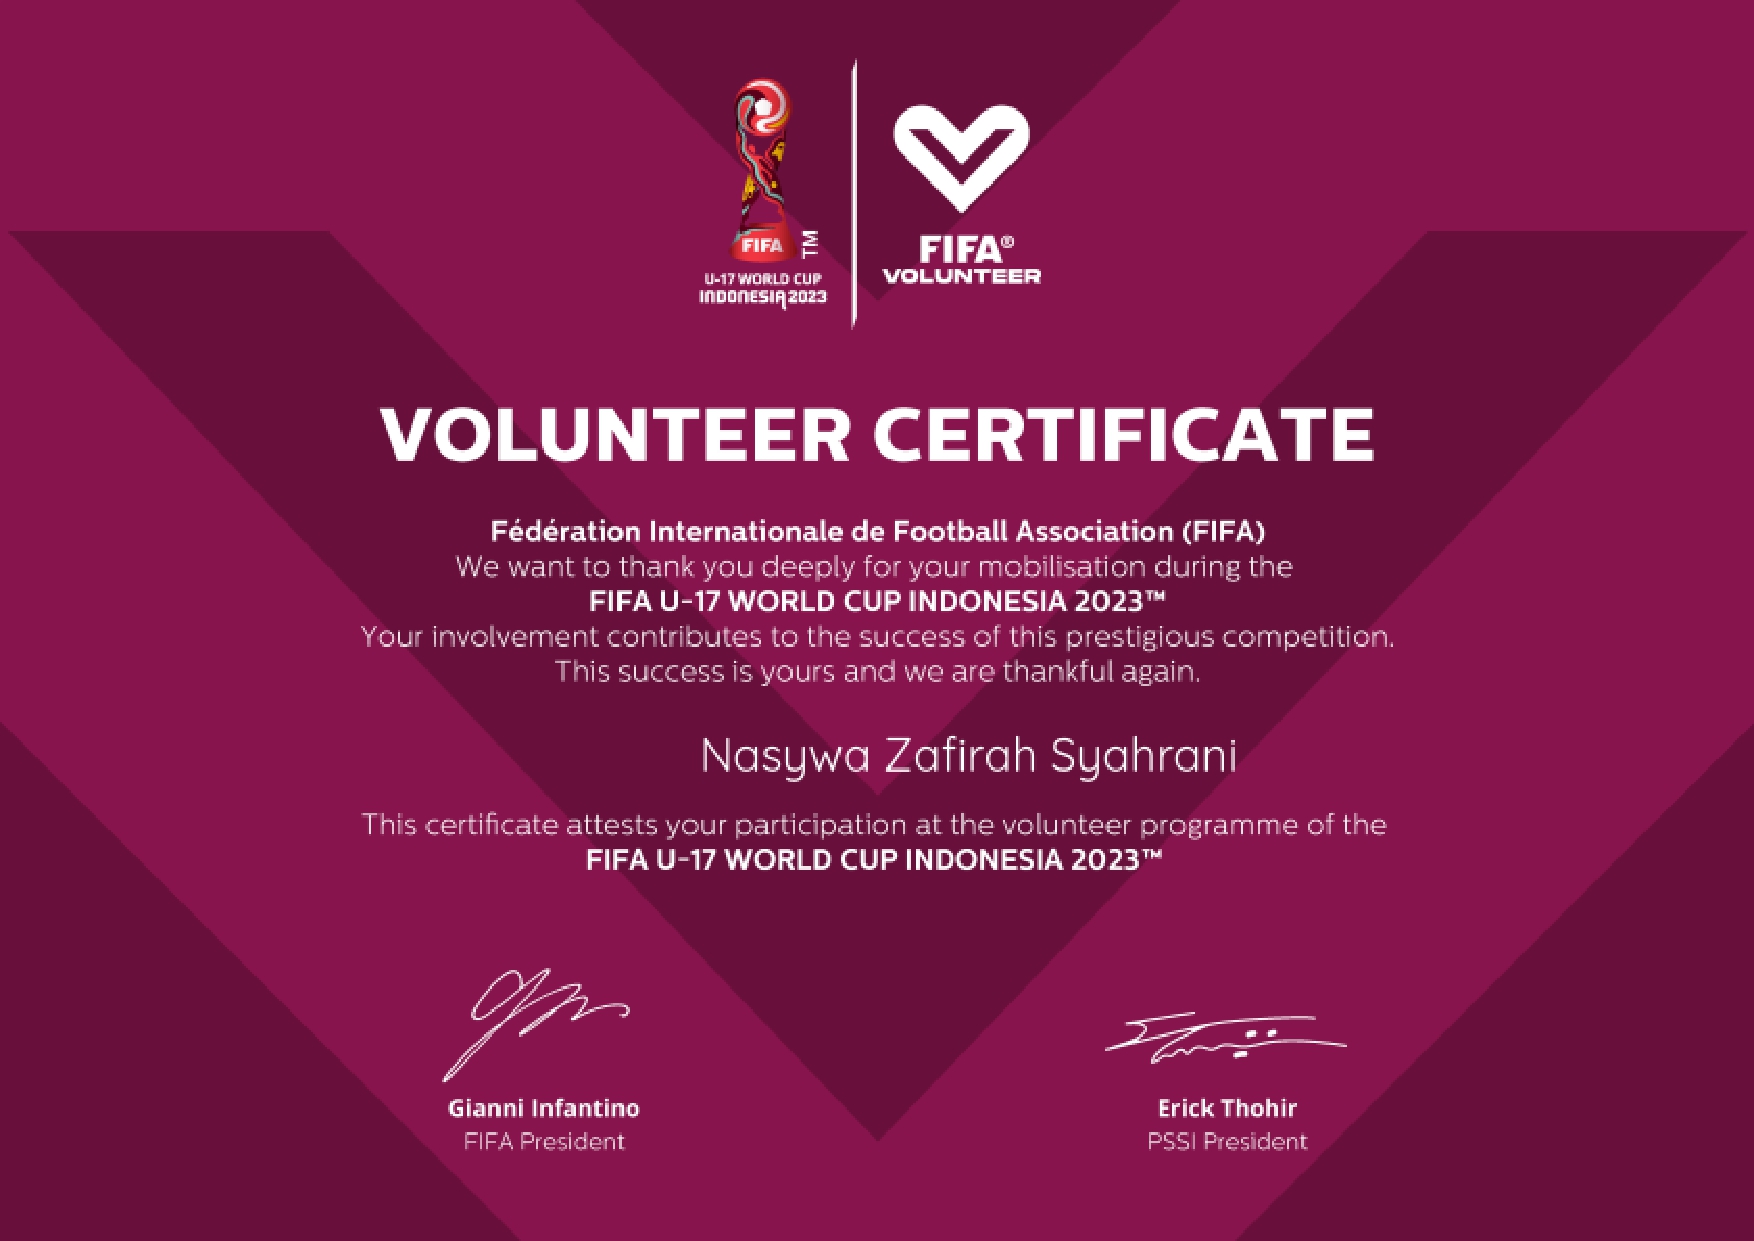 FIFA
TM
U-17 WORLD CUP
INDONESIA 2023
FIFA®
VOLUNTEER
VOLUNTEER CERTIFICATE
Fédération Internationale de Football Association (FIFA)
We want to thank you deeply for your mobilisation during the
FIFA U-17 WORLD CUP INDONESIA 2023™
Your involvement contributes to the success of this prestigious competition.
This success is yours and we are thankful again.
Nasywa Zafirah Syahrani
This certificate attests your participation at the volunteer programme of the
FIFA U-17 WORLD CUP INDONESIA 2023™
Gianni Infantino
FIFA President
Erick Thohir
PSSI President